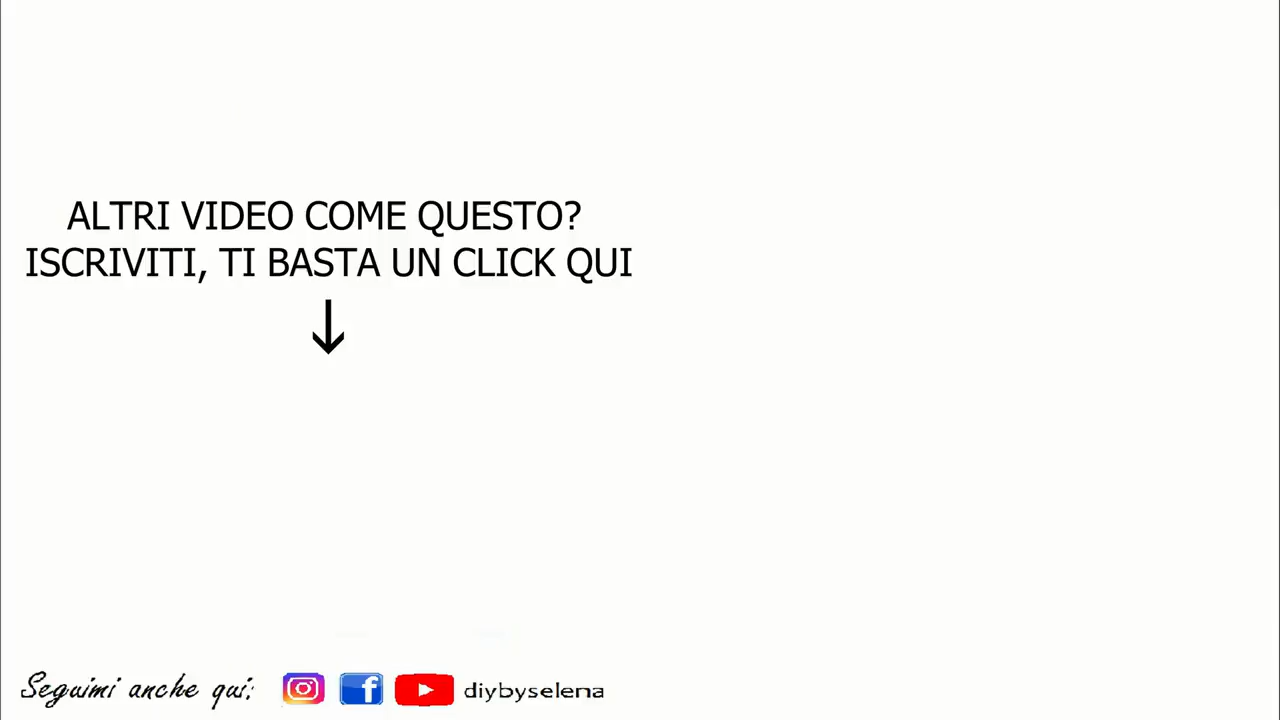 ALTRI VIDEO COME QUESTO?
ISCRIVITI, TI BASTA UN CLICK QUI
Seguimi anche qui: diybyselena